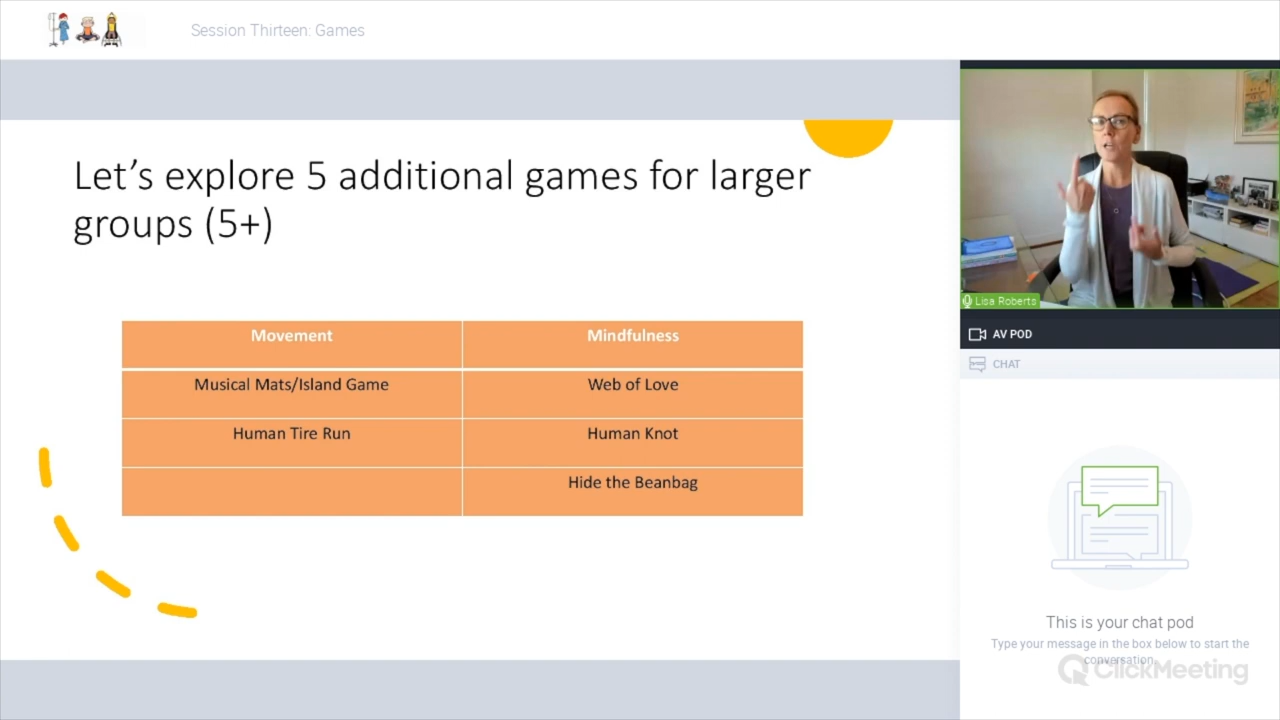 Session Thirteen: Games
Let's explore 5 additional games for larger
groups (5+)
Movement
Mindfulness
Musical Mats/Island Game
Web of Love
Human Tire Run
Human Knot
Hide the Beanbag
Lisa Roberts
AV POD
CHAT
This is your chat pod
Type your message in the box below to start the
conversation.
ClickMeeting